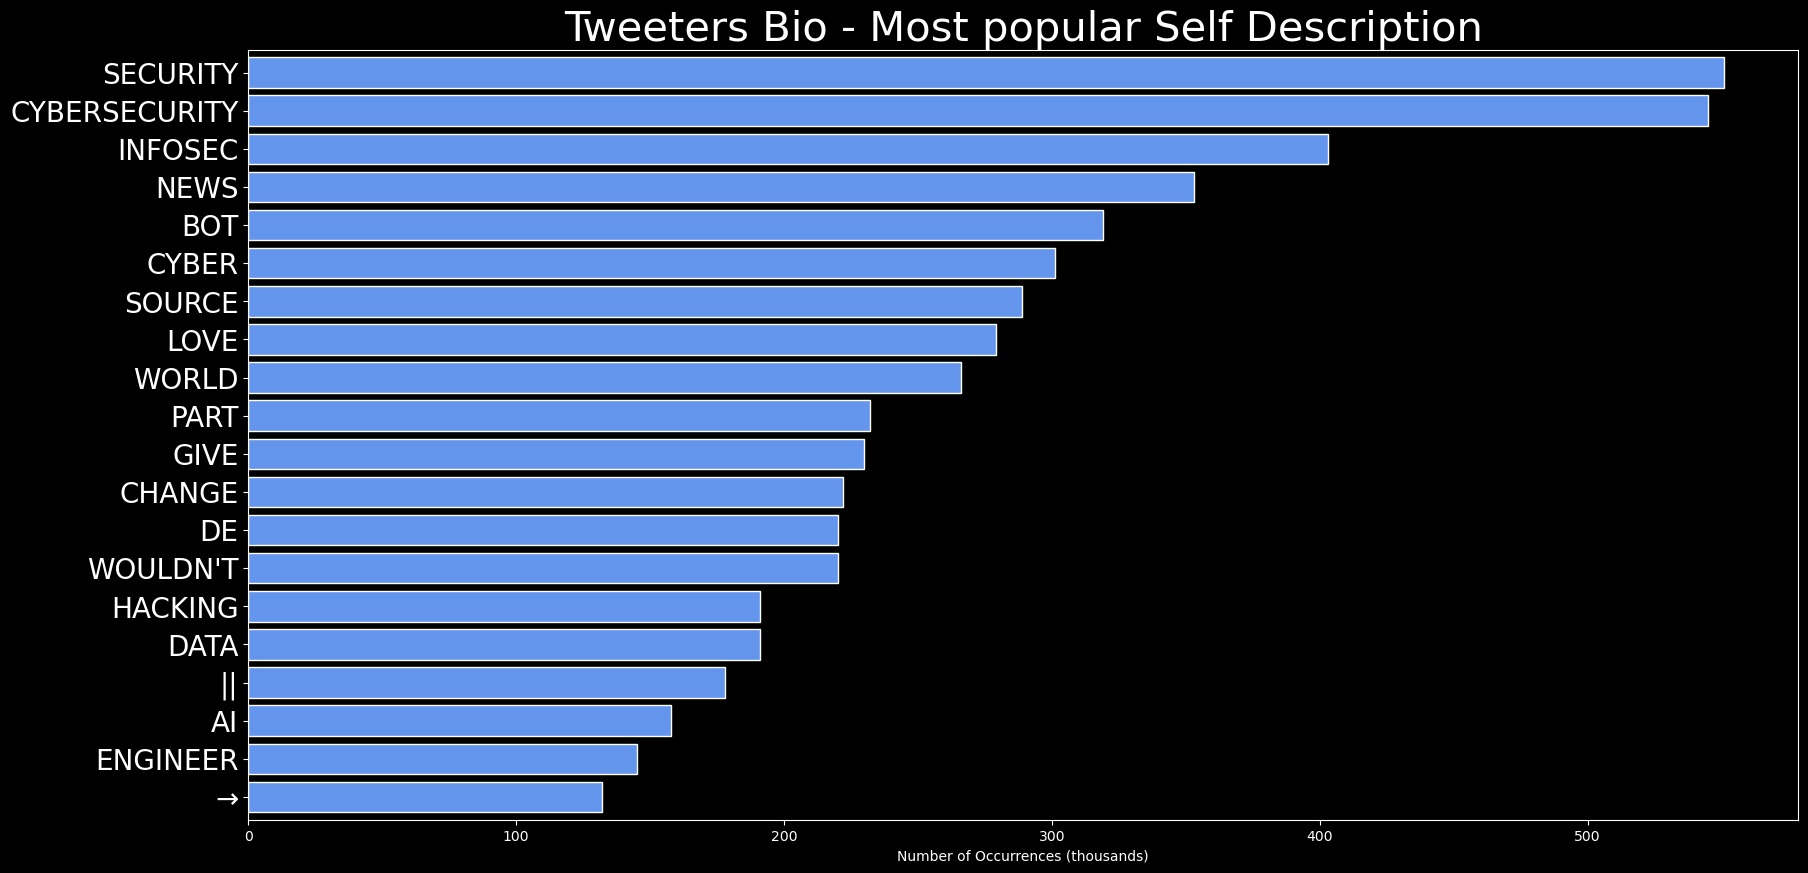 Tweeters Bio - Most popular Self Description
SECURITY
CYBERSECURITY
INFOSEC
NEWS
BOT
CYBER
SOURCE
LOVE
WORLD
PART
GIVE
CHANGE
DE
WOULDN'T
HACKING
DATA
||
AI
ENGINEER
→
0 100 200 300 400 500
Number of Occurrences (thousands)